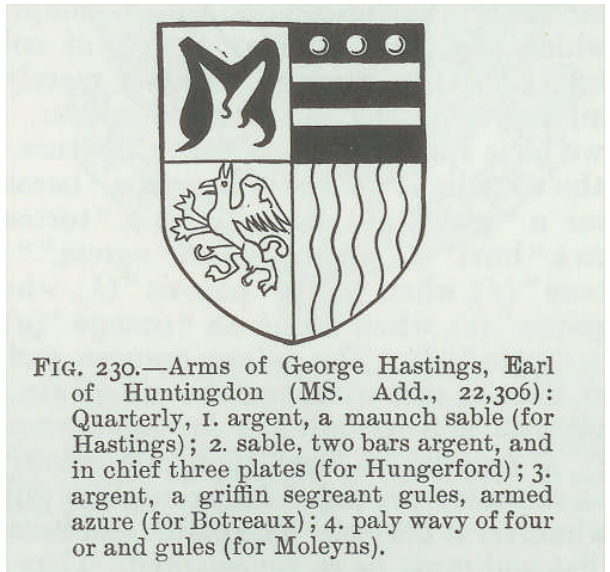 FIG. 230.—Arms of George Hastings, Earl
of Huntingdon (MS. Add., 22,306):
Quarterly, 1. argent, a maunch sable (for
Hastings); 2. sable, two bars argent, and
in chief three plates (for Hungerford); 3.
argent, a griffin segreant gules, armed
azure (for Botreaux); 4. paly wavy of four
or and gules (for Moleyns).